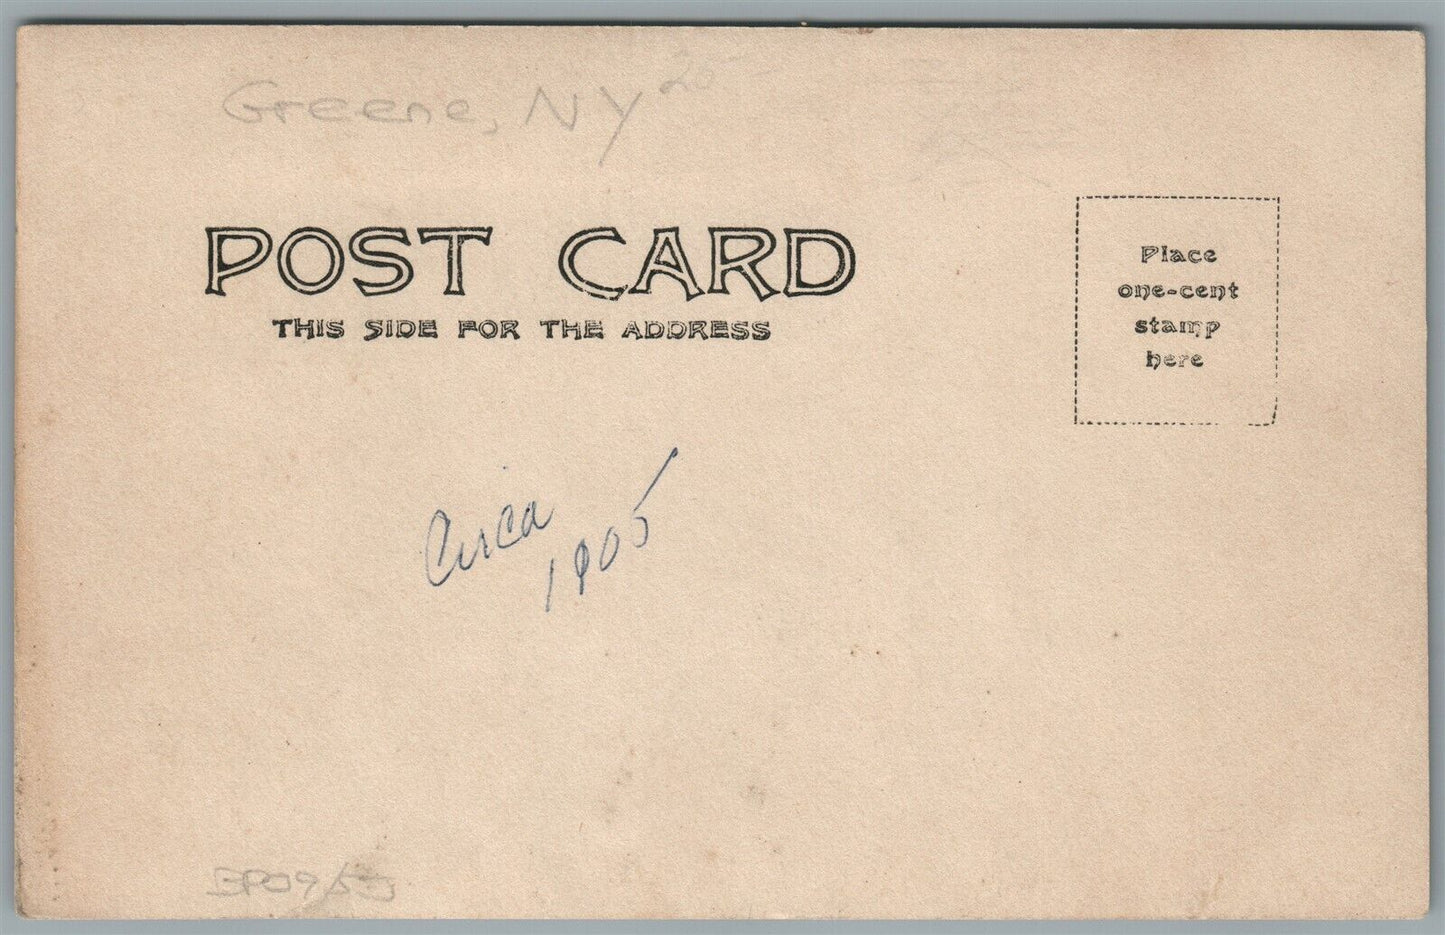 Greene, NY 20
POST CARD
THIS SIDE FOR THE ADDRESS
Place
one-cent
stamp
here
Circa
1905